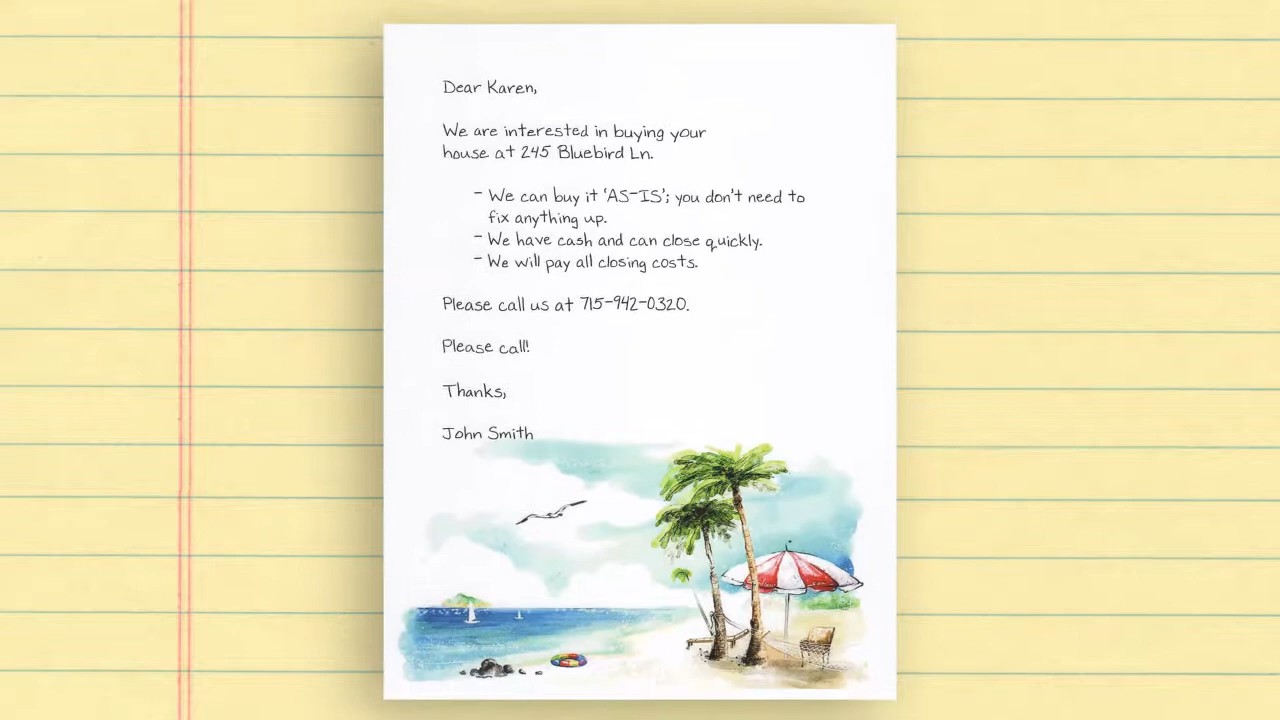 Dear Karen,
We are interested in buying your
house at 245 Bluebird Ln.
- We can buy it 'AS-IS'; you don't need to
fix anything up.
- We have cash and can close quickly.
- We will pay all closing costs.
Please call us at 715-942-0320.
Please call!
Thanks,
John Smith